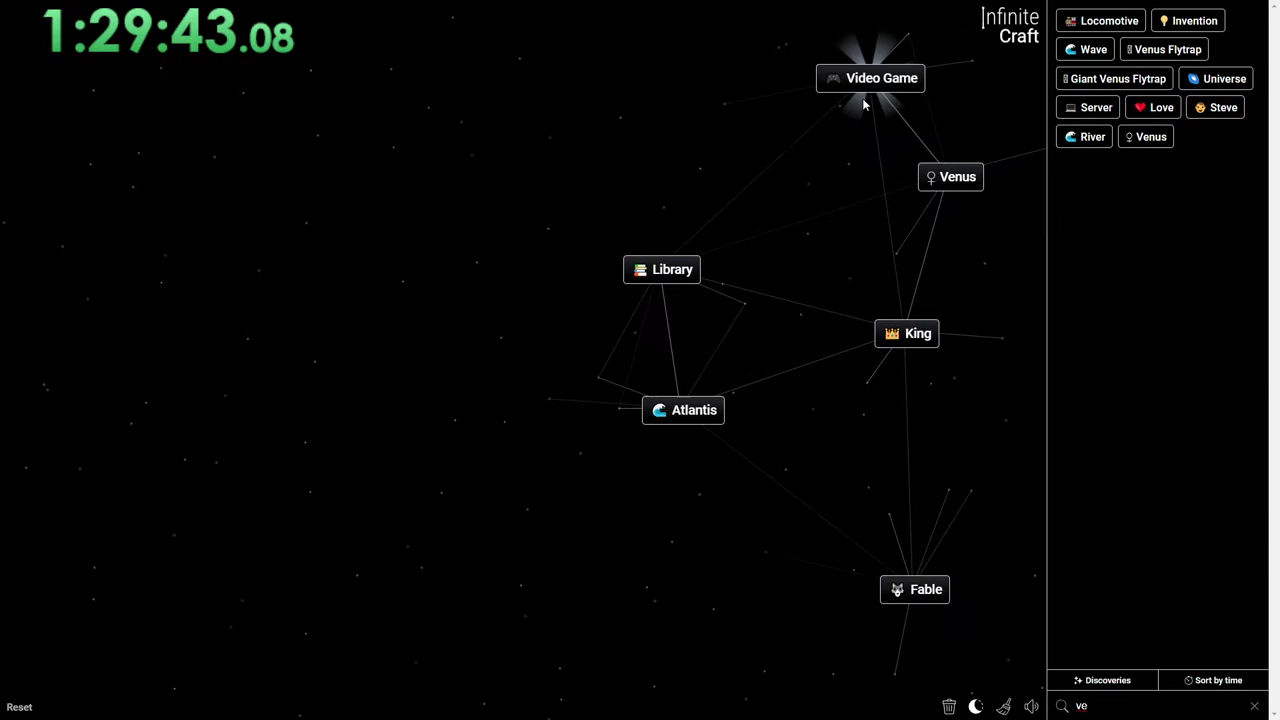 1:29:43.08
Infinite
Craft
Video Game
Venus
Library
King
Atlantis
Fable
Locomotive
Invention
Wave
Venus Flytrap
Giant Venus Flytrap
Universe
Server
Love
Steve
River
Venus
Discoveries
Sort by time
ve
Reset